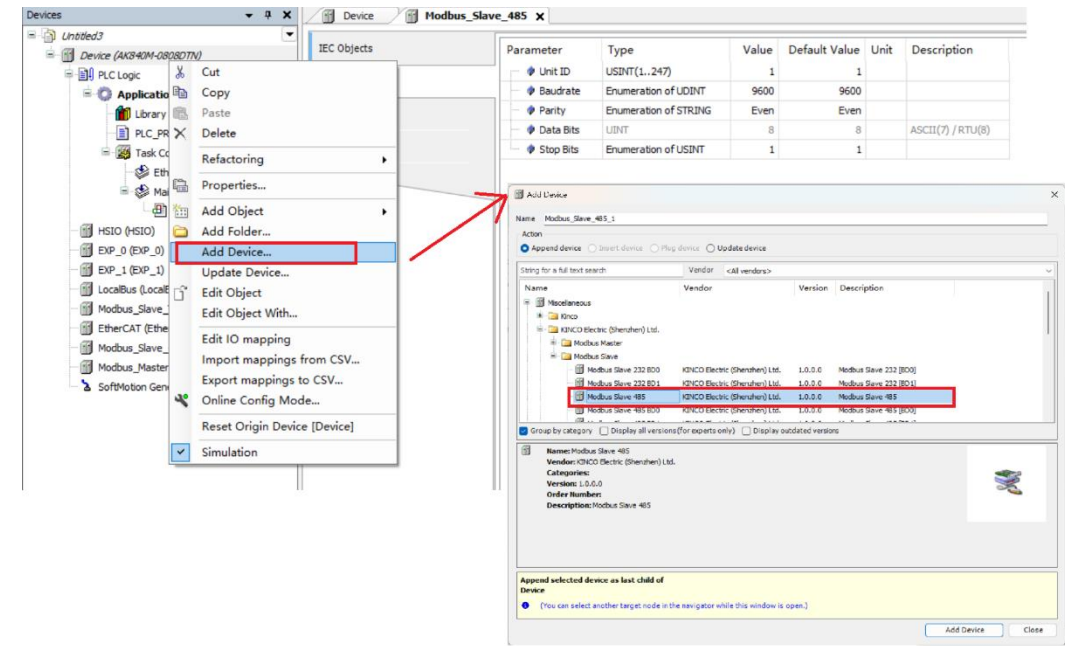 Devices
Untitled3
Device (AK840M-0808DTN)
PLC Logic
Applicatio
Library
PLC_PR
Task Co
Eth
Mai
HSIO (HSIO)
EXP_0 (EXP_0)
EXP_1 (EXP_1)
LocalBus (LocalB
Modbus_Slave_
EtherCAT (Ethe
Modbus_Slave_
Modbus_Master
SoftMotion Gen
Cut
Copy
Paste
Delete
Refactoring
Properties...
Add Object
Add Folder...
Add Device...
Update Device...
Edit Object
Edit Object With...
Edit IO mapping
Import mappings from CSV...
Export mappings to CSV...
Online Config Mode...
Reset Origin Device [Device]
Simulation
Device Modbus_Slave_485
IEC Objects
Parameter Type Value Default Value Unit Description
Unit ID USINT(1..247) 1 1
Baudrate Enumeration of UDINT 9600 9600
Parity Enumeration of STRING Even Even
Data Bits UINT 8 8 ASCII(7) / RTU(8)
Stop Bits Enumeration of USINT 1 1
Add Device
Name Modbus_Slave_485_1
Action
Append device Insert device Plug device Update device
String for a full text search Vendor <All vendors>
Name Vendor Version Description
Miscellaneous
Kinco
KINCO Electric (Shenzhen) Ltd.
Modbus Master
Modbus Slave
Modbus Slave 232 BD0 KINCO Electric (Shenzhen) Ltd. 1.0.0.0 Modbus Slave 232 [BD0]
Modbus Slave 232 BD1 KINCO Electric (Shenzhen) Ltd. 1.0.0.0 Modbus Slave 232 [BD1]
Modbus Slave 485 KINCO Electric (Shenzhen) Ltd. 1.0.0.0 Modbus Slave 485
Modbus Slave 485 BD0 KINCO Electric (Shenzhen) Ltd. 1.0.0.0 Modbus Slave 485 [BD0]
Group by category Display all versions (for experts only) Display outdated versions
Name: Modbus Slave 485
Vendor: KINCO Electric (Shenzhen) Ltd.
Categories:
Version: 1.0.0.0
Order Number:
Description: Modbus Slave 485
Append selected device as last child of
Device
(You can select another target node in the navigator while this window is open.)
Add Device Close